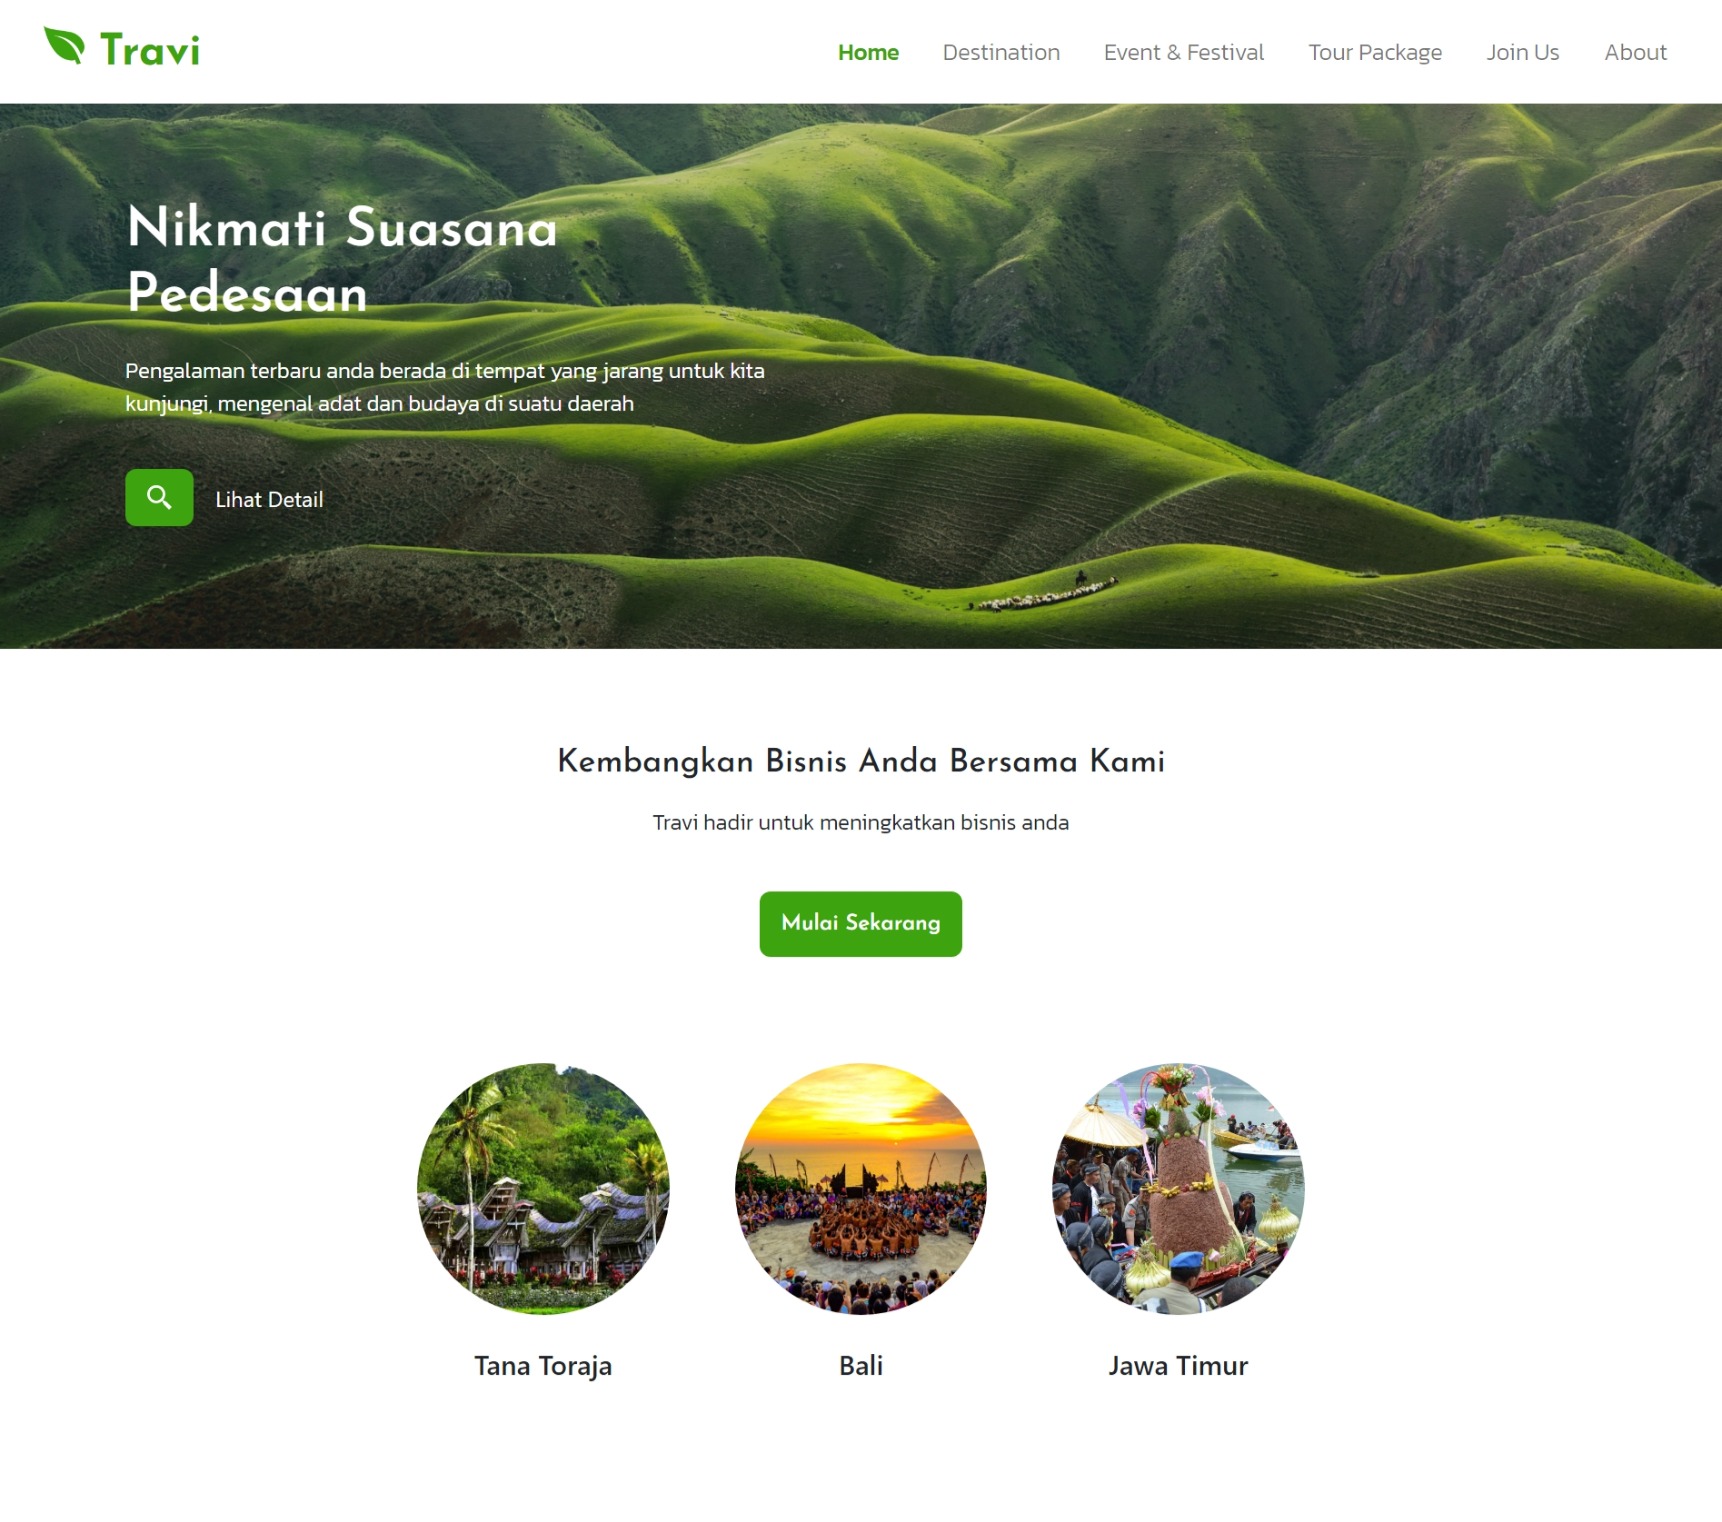 Travi
Home
Destination
Event & Festival
Tour Package
Join Us
About
Nikmati Suasana
Pedesaan
Pengalaman terbaru anda berada di tempat yang jarang untuk kita
kunjungi, mengenal adat dan budaya di suatu daerah
Lihat Detail
Kembangkan Bisnis Anda Bersama Kami
Travi hadir untuk meningkatkan bisnis anda
Mulai Sekarang
Tana Toraja
Bali
Jawa Timur